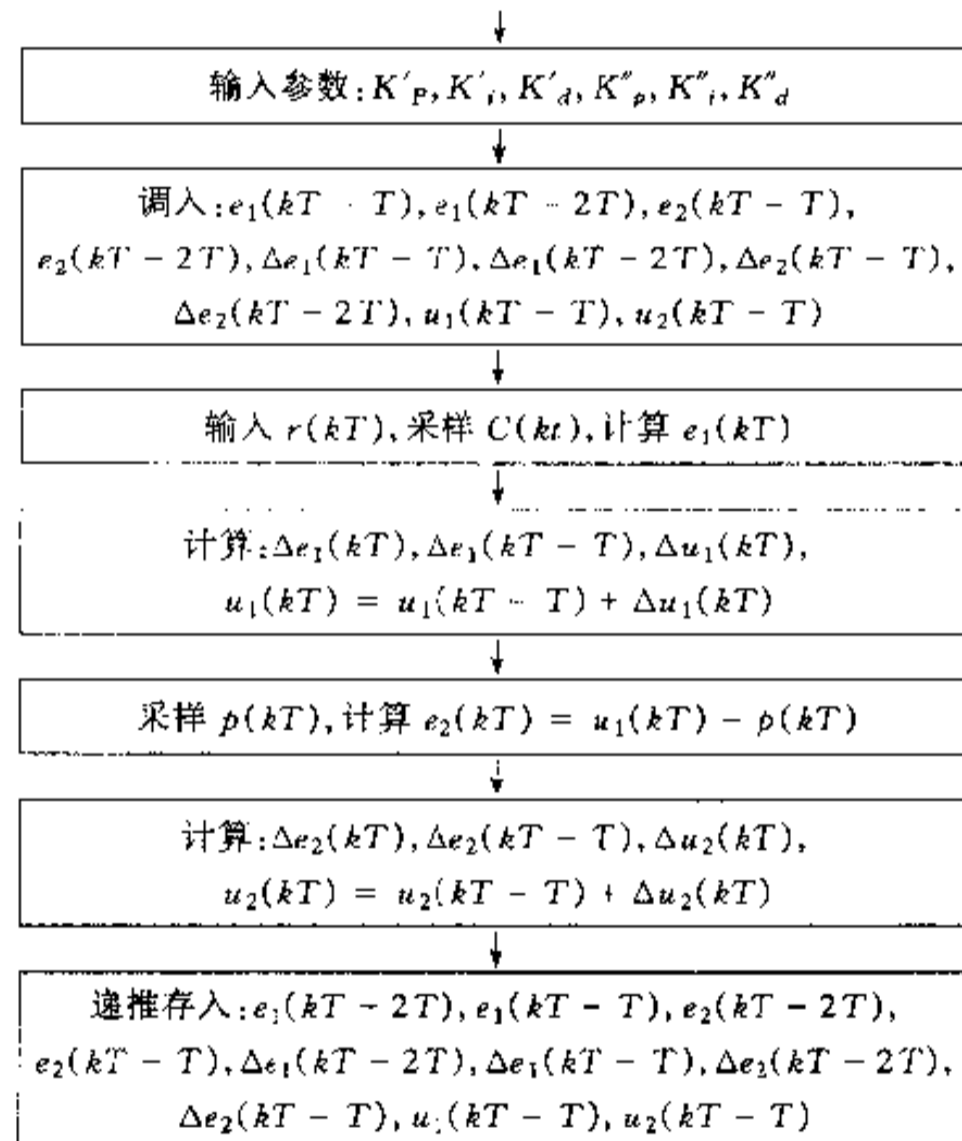 输入参数:K′P,K′i,K′d,K″p,K″i,K″d
调入:e₁(kT - T),e₁(kT - 2T),e₂(kT - T),
e₂(kT - 2T),Δe₁(kT - T),Δe₁(kT - 2T),Δe₂(kT - T),
Δe₂(kT - 2T),u₁(kT - T),u₂(kT - T)
输入 r(kT),采样 C(kt),计算 e₁(kT)
计算:Δe₁(kT),Δe₁(kT - T),Δu₁(kT),
u₁(kT) = u₁(kT - T) + Δu₁(kT)
采样 p(kT),计算 e₂(kT) = u₁(kT) - p(kT)
计算:Δe₂(kT),Δe₂(kT - T),Δu₂(kT),
u₂(kT) = u₂(kT - T) + Δu₂(kT)
递推存入:e₁(kT - 2T),e₁(kT - T),e₂(kT - 2T),
e₂(kT - T),Δe₁(kT - 2T),Δe₁(kT - T),Δe₂(kT - 2T),
Δe₂(kT - T),u₁(kT - T),u₂(kT - T)